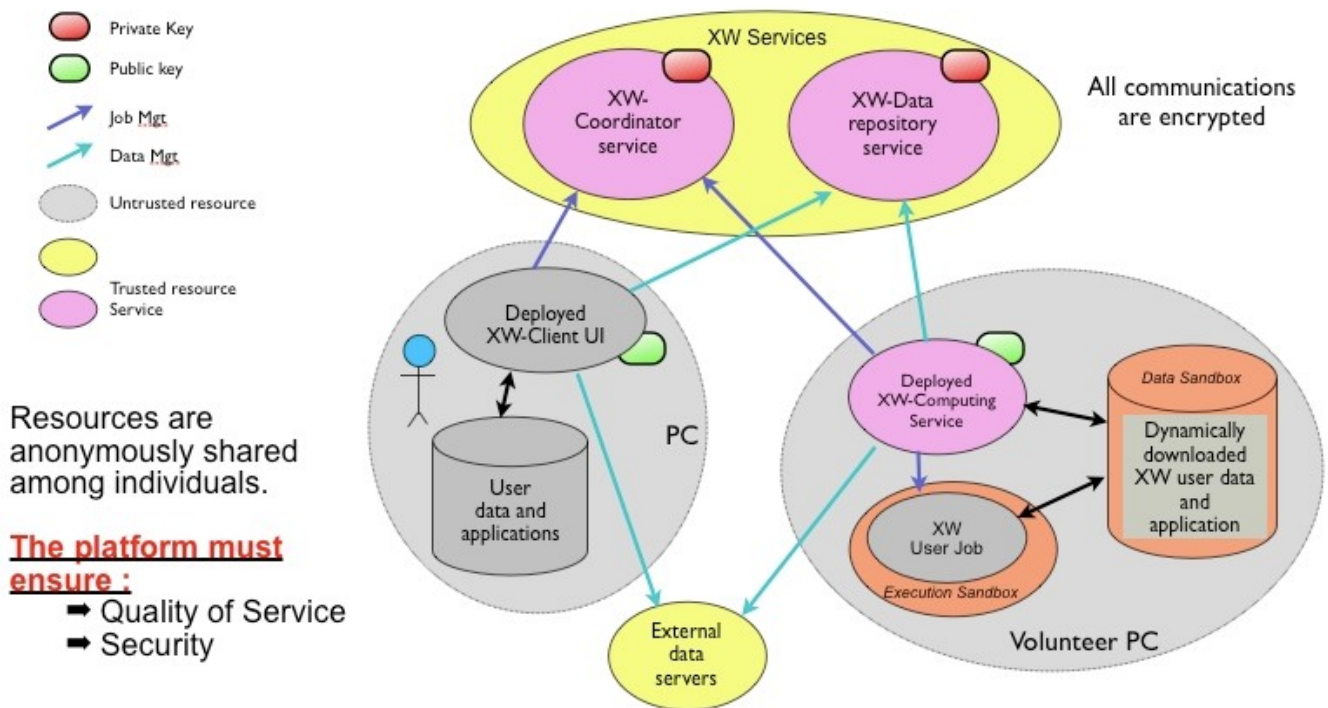 Private Key
Public key
Job Mgt
Data Mgt
Untrusted resource
Trusted resource
Service
Resources are
anonymously shared
among individuals.
The platform must
ensure :
➡ Quality of Service
➡ Security
XW Services
XW-
Coordinator
service
XW-Data
repository
service
All communications
are encrypted
Deployed
XW-Client UI
PC
User
data and
applications
External
data
servers
Deployed
XW-Computing
Service
XW
User Job
Execution Sandbox
Data Sandbox
Dynamically
downloaded
XW user data
and
application
Volunteer PC